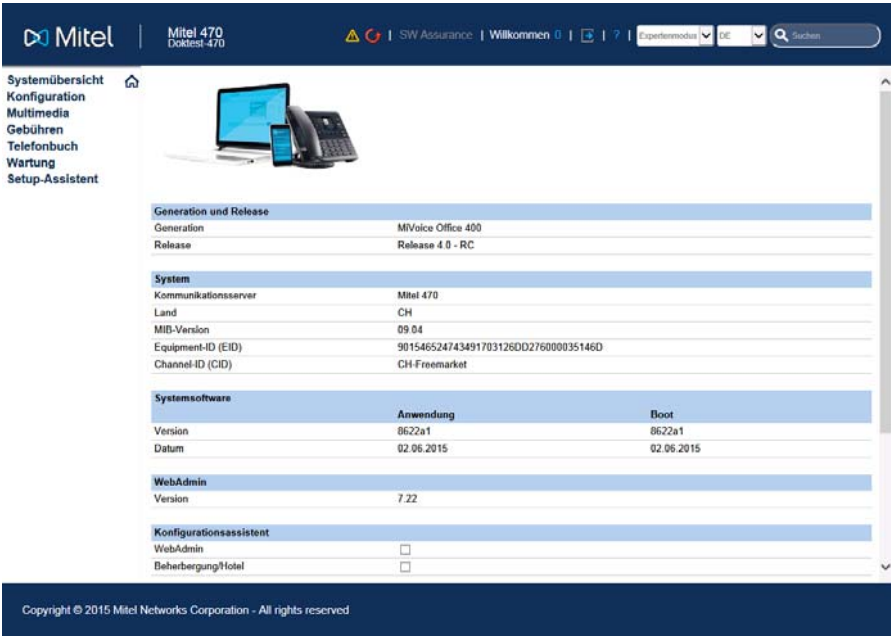 Mitel
Mitel 470
Doktest-470
SW Assurance | Willkommen 0 | | ? | Expertenmodus DE Suchen
Systemübersicht
Konfiguration
Multimedia
Gebühren
Telefonbuch
Wartung
Setup-Assistent
Generation und Release
Generation MiVoice Office 400
Release Release 4.0 - RC
System
Kommunikationsserver Mitel 470
Land CH
MIB-Version 09.04
Equipment-ID (EID) 901546524743491703126DD276000035146D
Channel-ID (CID) CH-Freemarket
Systemsoftware
Anwendung Boot
Version 8622a1 8622a1
Datum 02.06.2015 02.06.2015
WebAdmin
Version 7.22
Konfigurationsassistent
WebAdmin
Beherbergung/Hotel
Copyright © 2015 Mitel Networks Corporation - All rights reserved